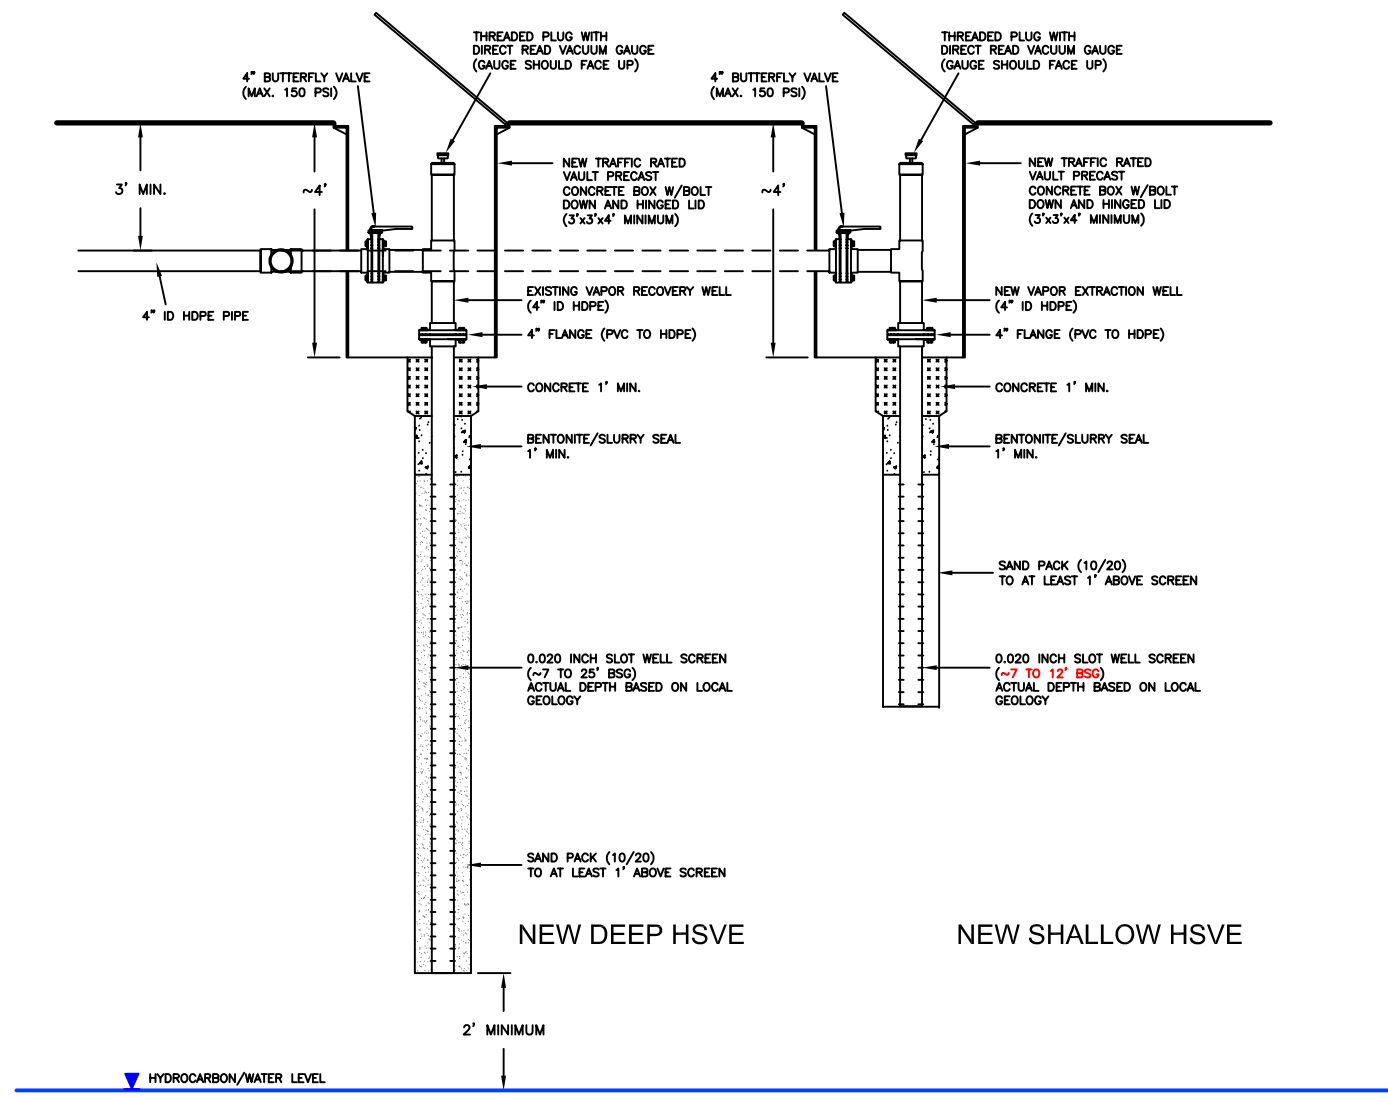 THREADED PLUG WITH
DIRECT READ VACUUM GAUGE
(GAUGE SHOULD FACE UP)
4" BUTTERFLY VALVE
(MAX. 150 PSI)
THREADED PLUG WITH
DIRECT READ VACUUM GAUGE
(GAUGE SHOULD FACE UP)
4" BUTTERFLY VALVE
(MAX. 150 PSI)
3' MIN.
~4'
NEW TRAFFIC RATED
VAULT PRECAST
CONCRETE BOX W/BOLT
DOWN AND HINGED LID
(3'x3'x4' MINIMUM)
~4'
NEW TRAFFIC RATED
VAULT PRECAST
CONCRETE BOX W/BOLT
DOWN AND HINGED LID
(3'x3'x4' MINIMUM)
4" ID HDPE PIPE
EXISTING VAPOR RECOVERY WELL
(4" ID HDPE)
4" FLANGE (PVC TO HDPE)
CONCRETE 1' MIN.
BENTONITE/SLURRY SEAL
1' MIN.
NEW VAPOR EXTRACTION WELL
(4" ID HDPE)
4" FLANGE (PVC TO HDPE)
CONCRETE 1' MIN.
BENTONITE/SLURRY SEAL
1' MIN.
SAND PACK (10/20)
TO AT LEAST 1' ABOVE SCREEN
0.020 INCH SLOT WELL SCREEN
(~7 TO 25' BSG)
ACTUAL DEPTH BASED ON LOCAL
GEOLOGY
0.020 INCH SLOT WELL SCREEN
(~7 TO 12' BSG)
ACTUAL DEPTH BASED ON LOCAL
GEOLOGY
SAND PACK (10/20)
TO AT LEAST 1' ABOVE SCREEN
NEW DEEP HSVE
NEW SHALLOW HSVE
2' MINIMUM
HYDROCARBON/WATER LEVEL